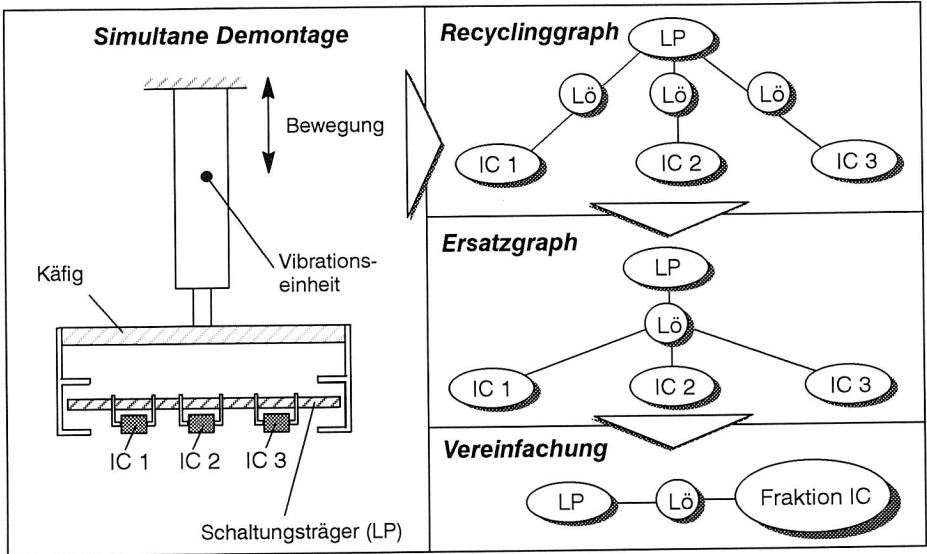 Simultane Demontage
Bewegung
Käfig
Vibrations-
einheit
IC 1 IC 2 IC 3
Schaltungsträger (LP)
Recyclinggraph
LP
Lö Lö Lö
IC 1 IC 2 IC 3
Ersatzgraph
LP
Lö
IC 1 IC 2 IC 3
Vereinfachung
LP Lö Fraktion IC